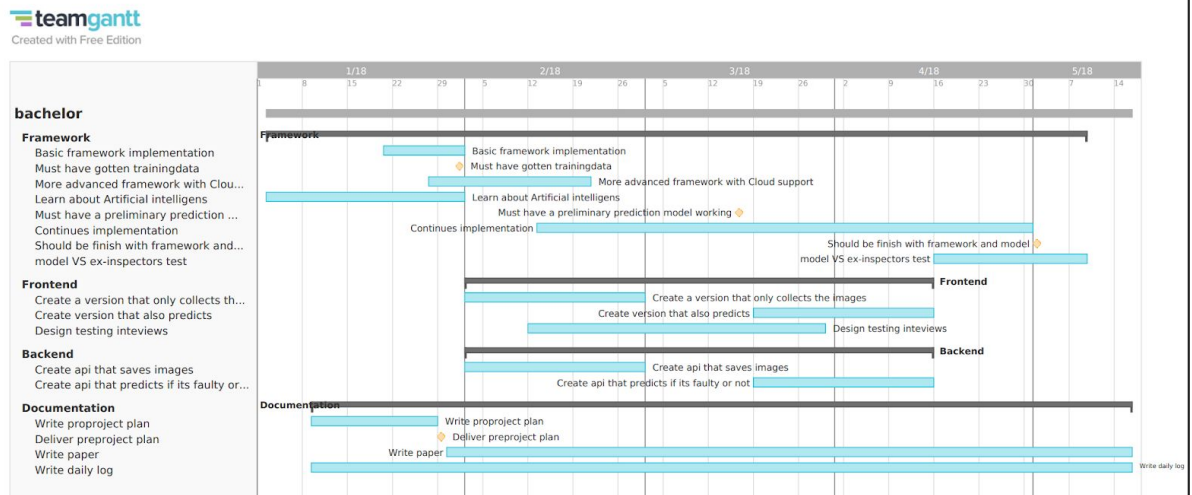 teamgantt
Created with Free Edition
1/18 2/18 3/18 4/18 5/18
1 8 15 22 29 5 12 19 26 5 12 19 26 2 9 16 23 30 7 14
bachelor
Framework Framework
Basic framework implementation Basic framework implementation
Must have gotten trainingdata Must have gotten trainingdata
More advanced framework with Clou... More advanced framework with Cloud support
Learn about Artificial intelligens Learn about Artificial intelligens
Must have a preliminary prediction ... Must have a preliminary prediction model working
Continues implementation Continues implementation
Should be finish with framework and... Should be finish with framework and model
model VS ex-inspectors test model VS ex-inspectors test
Frontend Frontend
Create a version that only collects th... Create a version that only collects the images
Create version that also predicts Create version that also predicts
Design testing inteviews Design testing inteviews
Backend Backend
Create api that saves images Create api that saves images
Create api that predicts if its faulty or... Create api that predicts if its faulty or not
Documentation Documentation
Write proproject plan Write proproject plan
Deliver preproject plan Deliver preproject plan
Write paper Write paper
Write daily log Write daily log